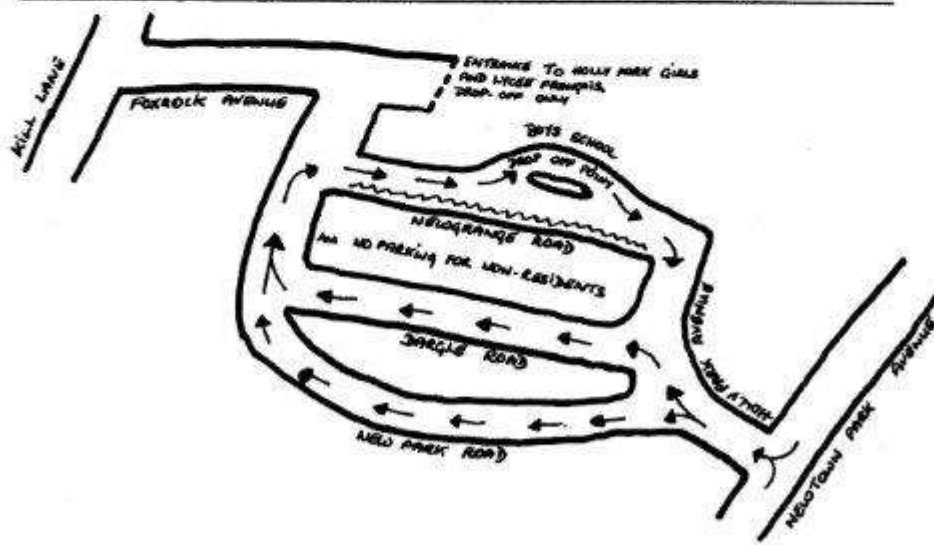 KILL LANE
FOXROCK AVENUE
ENTRANCE TO HOLLY PARK GIRLS
AND LYCEE FRANÇAIS,
DROP OFF ONLY
BOYS SCHOOL
DROP OFF POINT
NEWGRANGE ROAD
NO PARKING FOR NON-RESIDENTS
DARGLE ROAD
NEW PARK ROAD
HOLLY PARK AVENUE
NEWTOWN PARK AVENUE